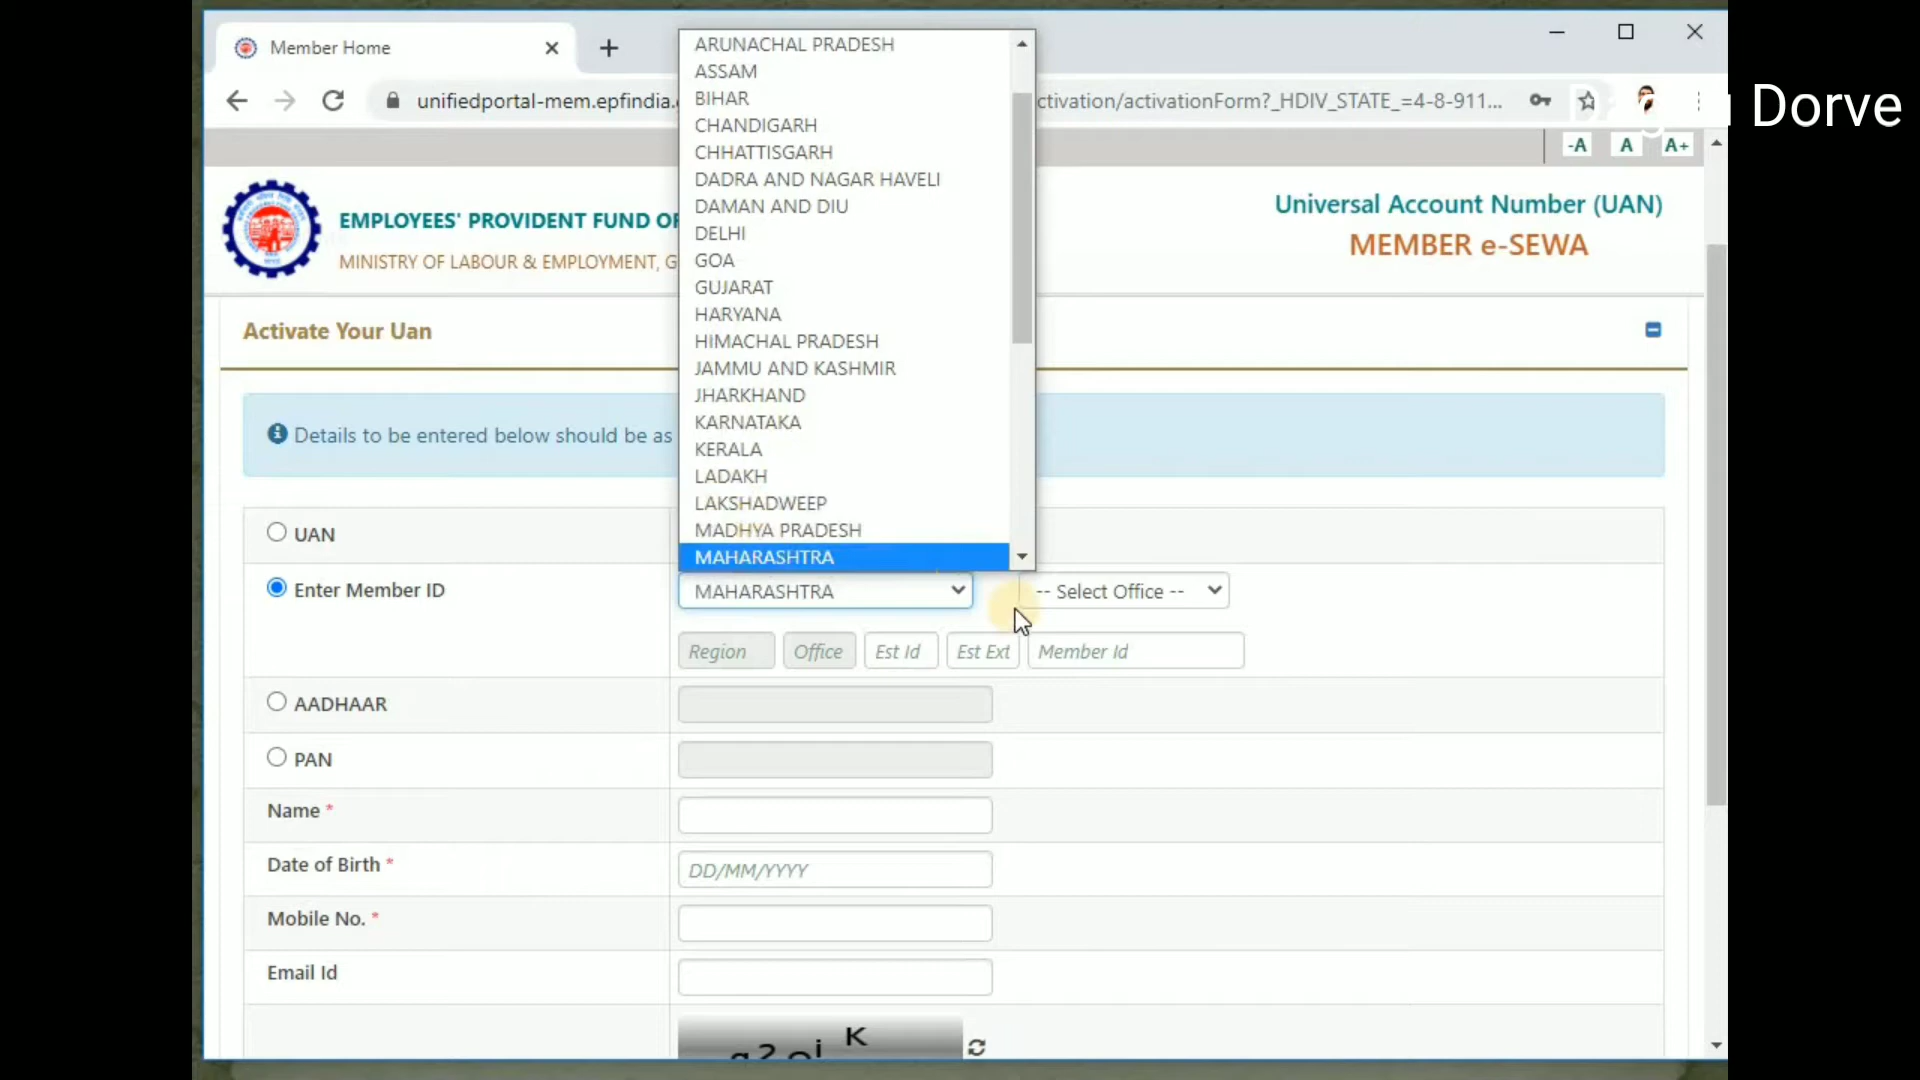 Member Home
unifiedportal-mem.epfindia.
ctivation/activationForm?_HDIV_STATE_=4-8-911...
Dorve
-A A A+
EMPLOYEES' PROVIDENT FUND
MINISTRY OF LABOUR & EMPLOYMENT, G
Universal Account Number (UAN)
MEMBER e-SEWA
Activate Your Uan
Details to be entered below should be as
ARUNACHAL PRADESH
ASSAM
BIHAR
CHANDIGARH
CHHATTISGARH
DADRA AND NAGAR HAVELI
DAMAN AND DIU
DELHI
GOA
GUJARAT
HARYANA
HIMACHAL PRADESH
JAMMU AND KASHMIR
JHARKHAND
KARNATAKA
KERALA
LADAKH
LAKSHADWEEP
MADHYA PRADESH
MAHARASHTRA
UAN
Enter Member ID
MAHARASHTRA
-- Select Office --
Region Office Est Id Est Ext Member Id
AADHAAR
PAN
Name *
Date of Birth *
DD/MM/YYYY
Mobile No. *
Email Id